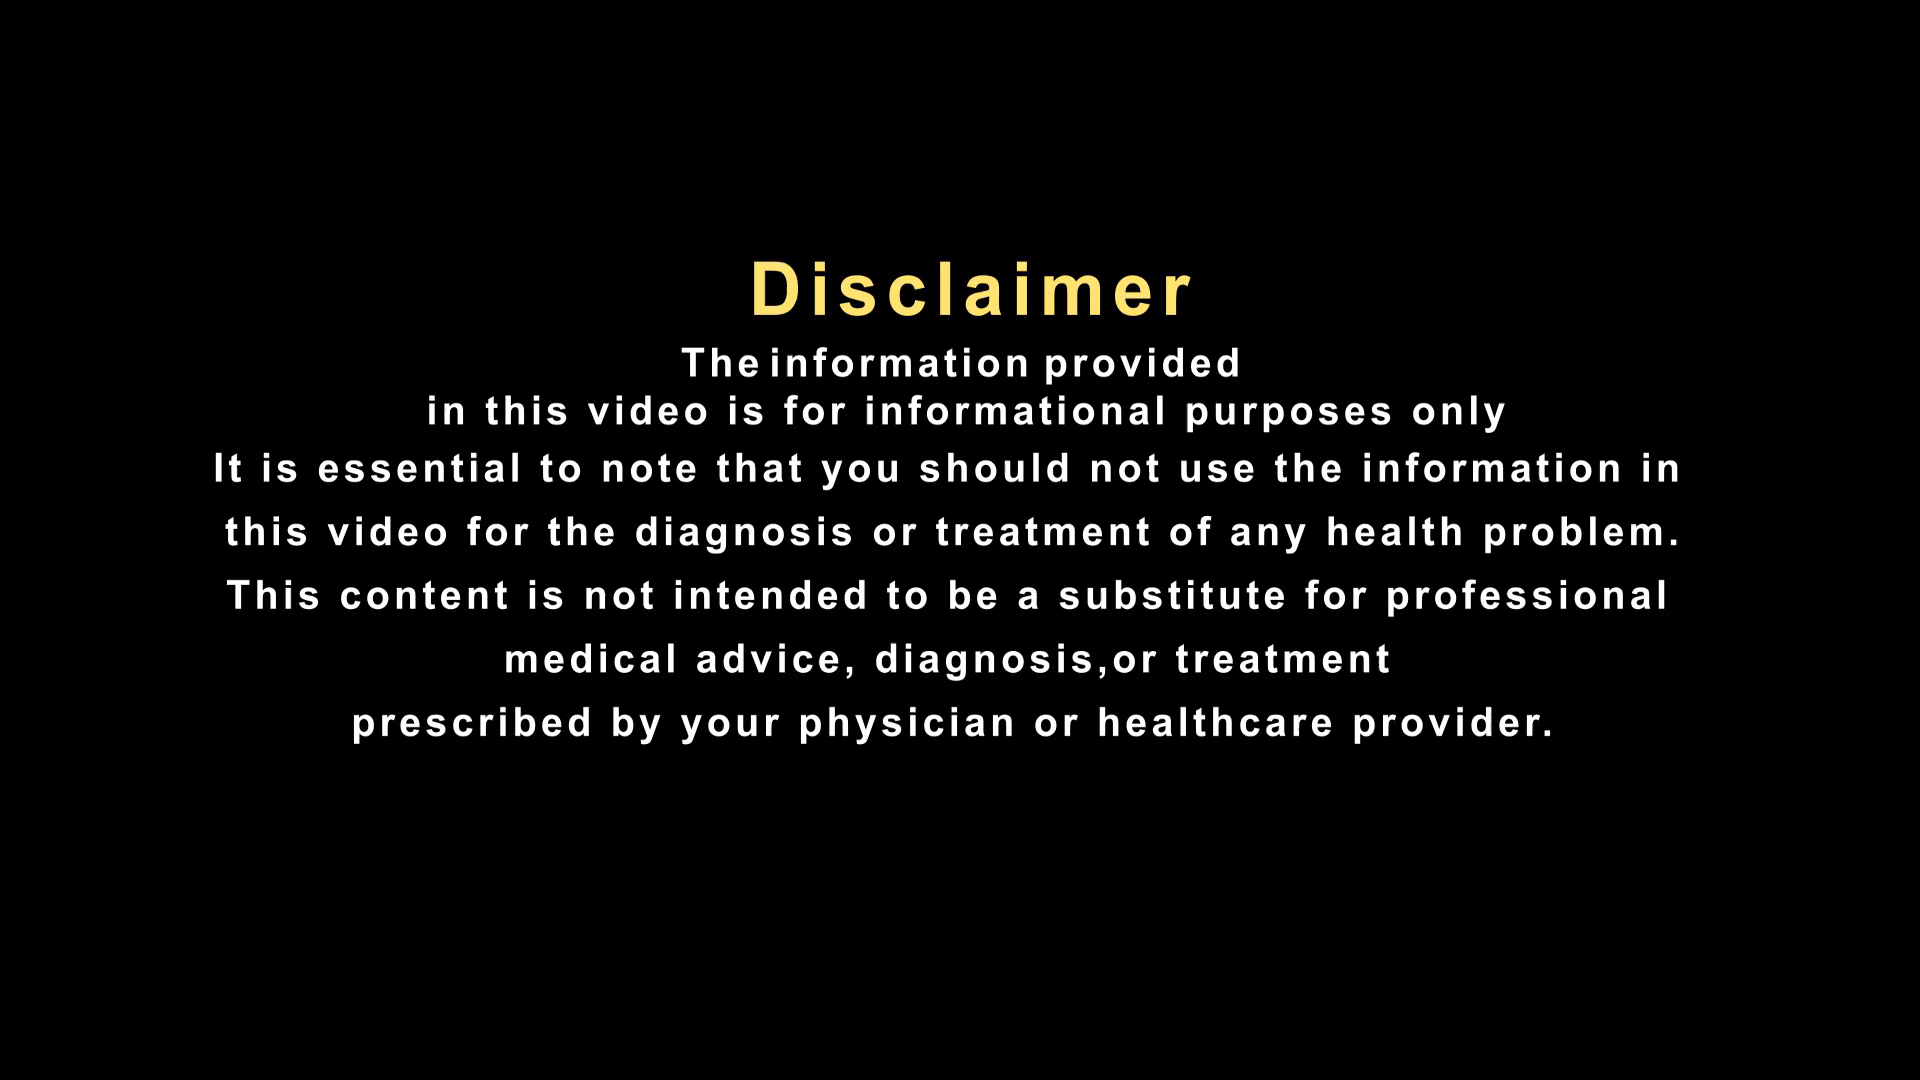 Disclaimer
The information provided
in this video is for informational purposes only
It is essential to note that you should not use the information in
this video for the diagnosis or treatment of any health problem.
This content is not intended to be a substitute for professional
medical advice, diagnosis,or treatment
prescribed by your physician or healthcare provider.